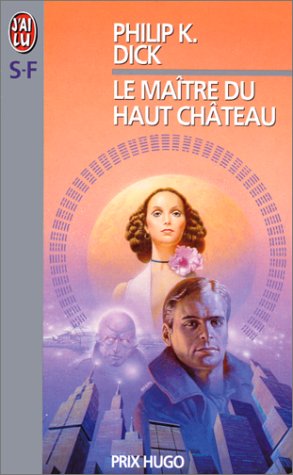 J'AI
LU
S-F
PHILIP K.
DICK
LE MAÎTRE DU
HAUT CHÂTEAU
PRIX HUGO